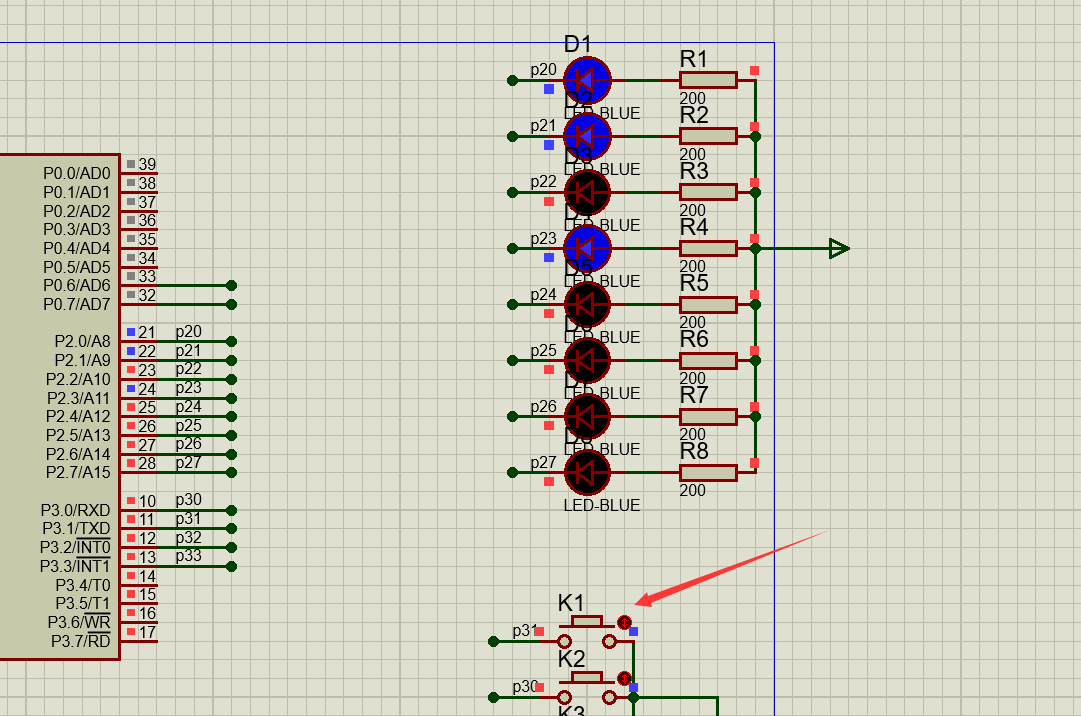 P0.0/AD0 39
P0.1/AD1 38
P0.2/AD2 37
P0.3/AD3 36
P0.4/AD4 35
P0.5/AD5 34
P0.6/AD6 33
P0.7/AD7 32
P2.0/A8 21 p20
P2.1/A9 22 p21
P2.2/A10 23 p22
P2.3/A11 24 p23
P2.4/A12 25 p24
P2.5/A13 26 p25
P2.6/A14 27 p26
P2.7/A15 28 p27
P3.0/RXD 10 p30
P3.1/TXD 11 p31
P3.2/INT0 12 p32
P3.3/INT1 13 p33
P3.4/T0 14
P3.5/T1 15
P3.6/WR 16
P3.7/RD 17
D1
p20 R1
LED-BLUE 200
D2
p21 R2
LED-BLUE 200
D3
p22 R3
LED-BLUE 200
D4
p23 R4
LED-BLUE 200
D5
p24 R5
LED-BLUE 200
D6
p25 R6
LED-BLUE 200
D7
p26 R7
LED-BLUE 200
D8
p27 R8
LED-BLUE 200
K1
p31
K2
p30
K3